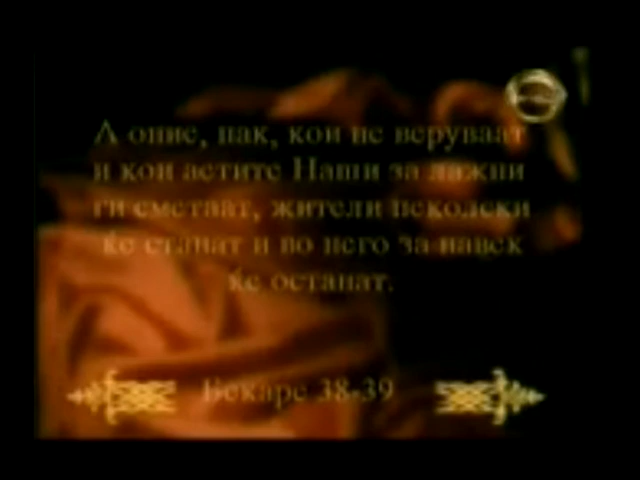 А оние, пак, кои не веруваат
и кои аетите Наши за лажни
ги сметаат, жители пеколски
ќе станат и во него за навек
ќе останат.
Бекаре 38-39